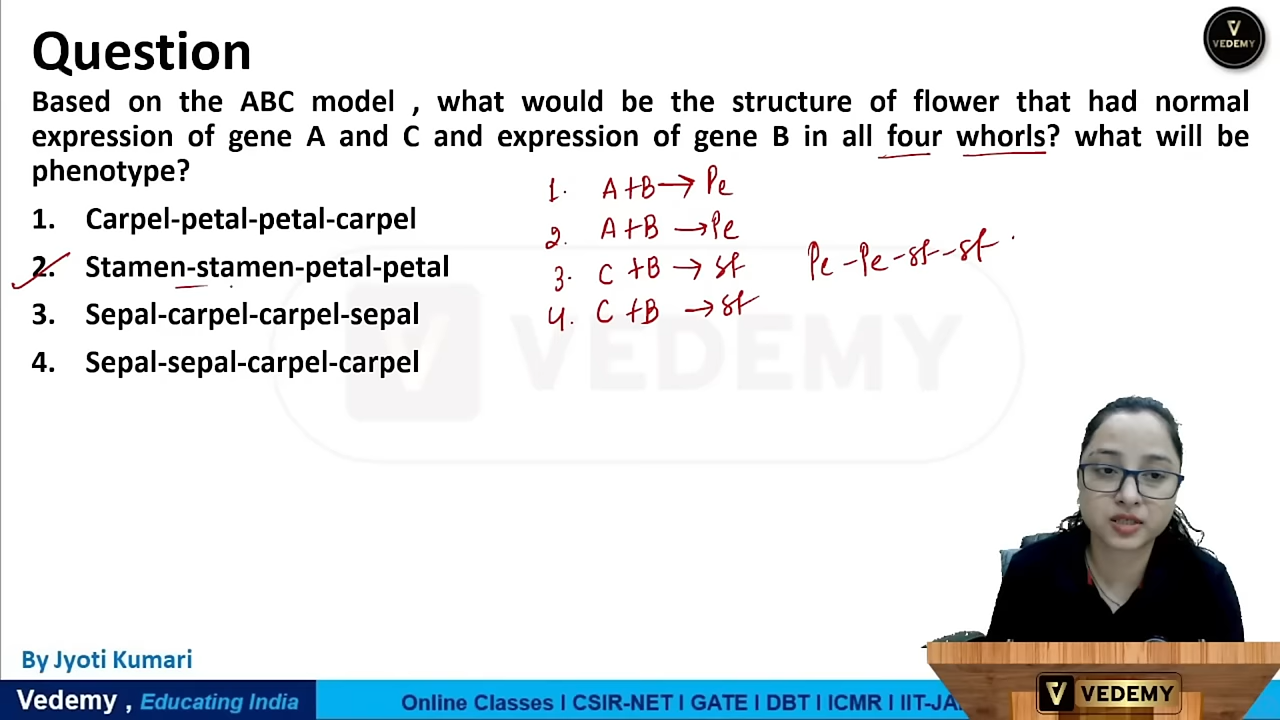 Question
VEDEMY
Based on the ABC model , what would be the structure of flower that had normal
expression of gene A and C and expression of gene B in all four whorls? what will be
phenotype?
1. Carpel-petal-petal-carpel
2. Stamen-stamen-petal-petal
3. Sepal-carpel-carpel-sepal
4. Sepal-sepal-carpel-carpel
1. A+B → Pe
2. A+B → Pe
3. C+B → st
4. C+B → st
Pe-Pe-st-st
VEDEMY
By Jyoti Kumari
Vedemy , Educating India
Online Classes I CSIR-NET I GATE I DBT I ICMR I IIT-JA
VEDEMY